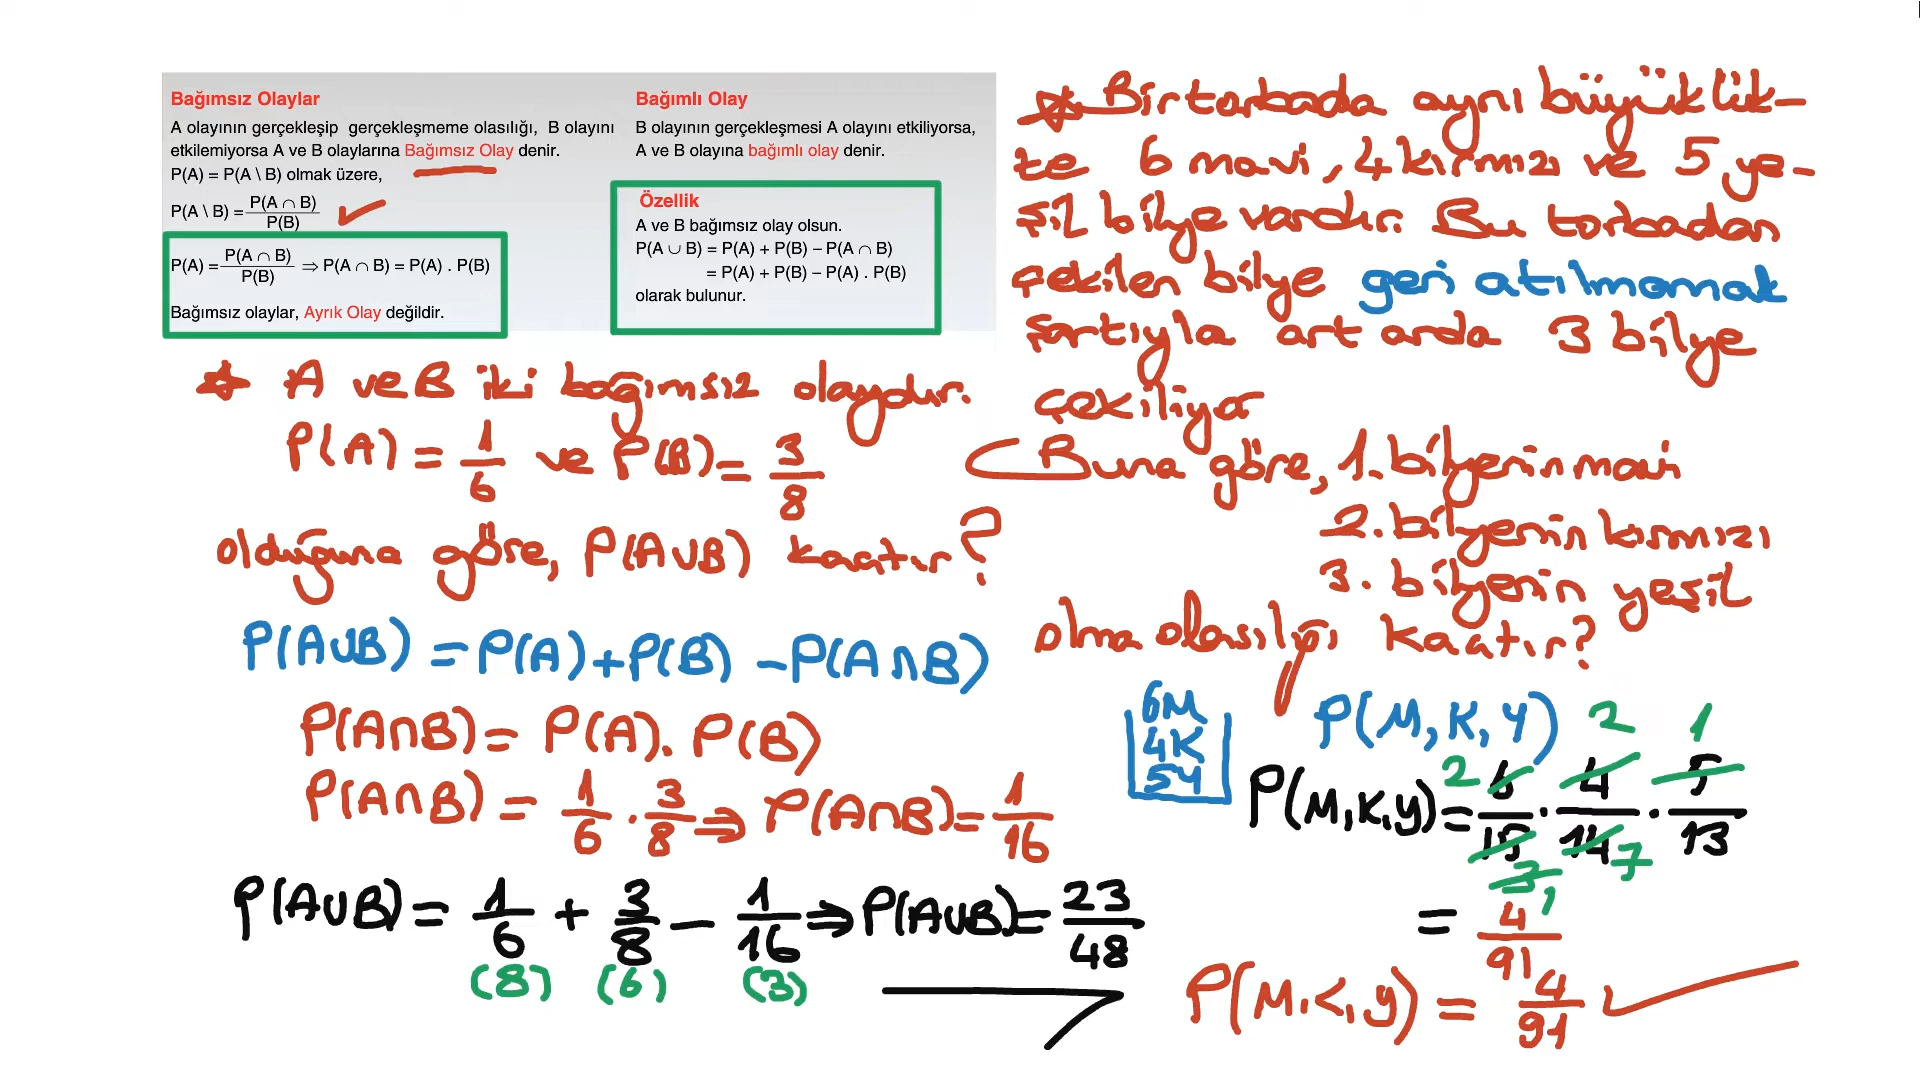 Bağımsız Olaylar
A olayının gerçekleşip gerçekleşmeme olasılığı, B olayını
etkilemiyorsa A ve B olaylarına Bağımsız Olay denir.
P(A) = P(A \ B) olmak üzere,
P(A \ B) = P(A ∩ B) / P(B)
P(A) = P(A ∩ B) / P(B) ⇒ P(A ∩ B) = P(A) . P(B)
Bağımsız olaylar, Ayrık Olay değildir.
Bağımlı Olay
B olayının gerçekleşmesi A olayını etkiliyorsa,
A ve B olayına bağımlı olay denir.
Özellik
A ve B bağımsız olay olsun.
P(A ∪ B) = P(A) + P(B) – P(A ∩ B)
= P(A) + P(B) – P(A) . P(B)
olarak bulunur.
A ve B iki bağımsız olaydır.
P(A) = 1/6 ve P(B) = 3/8
olduğuna göre, P(A∪B) kaçtır?
P(A∪B) = P(A)+P(B) – P(A∩B)
P(A∩B) = P(A). P(B)
P(A∩B) = 1/6 . 3/8 ⇒ P(A∩B) = 1/16
P(A∪B) = 1/6 + 3/8 – 1/16 ⇒ P(A∪B) = 23/48
(8) (6) (3)
Bir torbada aynı büyüklük-
te 6 mavi, 4 kırmızı ve 5 ye-
şil bilye vardır. Bu torbadan
çekilen bilye geri atılmamak
şartıyla art arda 3 bilye
çekiliyor
Buna göre, 1. bilyenin mavi
2. bilyenin kırmızı
3. bilyenin yeşil
olma olasılığı kaçtır?
6M
4K
5Y
P(M, K, Y) 2 1
P(M,K,Y) = 2 6/15 . 4/14 . 5/13
3 1 7
= 4/91
P(M,K,Y) = 4/91